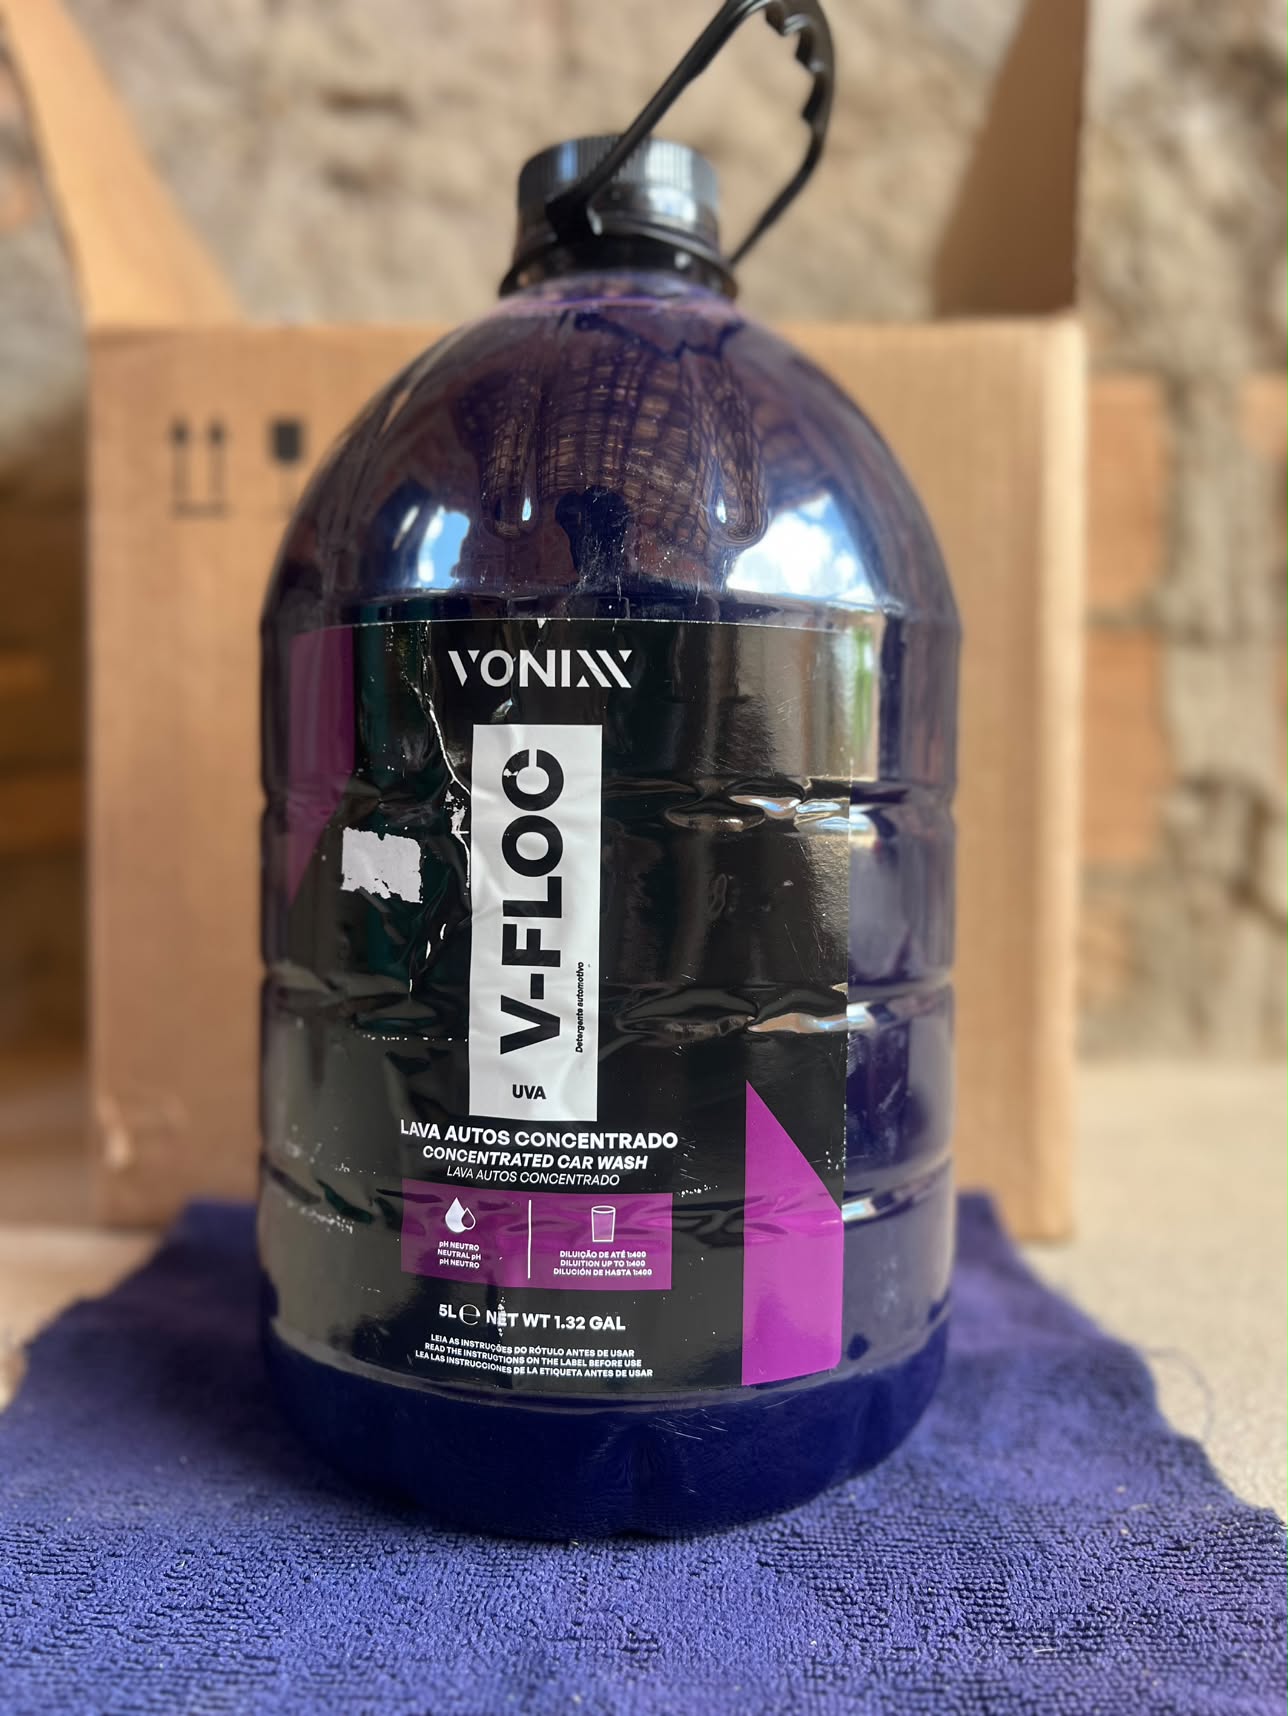 VONIXX
V-FLOC
Detergente automotivo
UVA
LAVA AUTOS CONCENTRADO
CONCENTRATED CAR WASH
LAVA AUTOS CONCENTRADO
pH NEUTRO
NEUTRAL pH
pH NEUTRO
DILUIÇÃO DE ATÉ 1:400
DILUITION UP TO 1:400
DILUCIÓN DE HASTA 1:400
5L℮ NET WT 1.32 GAL
LEIA AS INSTRUÇÕES DO RÓTULO ANTES DE USAR
READ THE INSTRUCTIONS ON THE LABEL BEFORE USE
LEA LAS INSTRUCCIONES DE LA ETIQUETA ANTES DE USAR